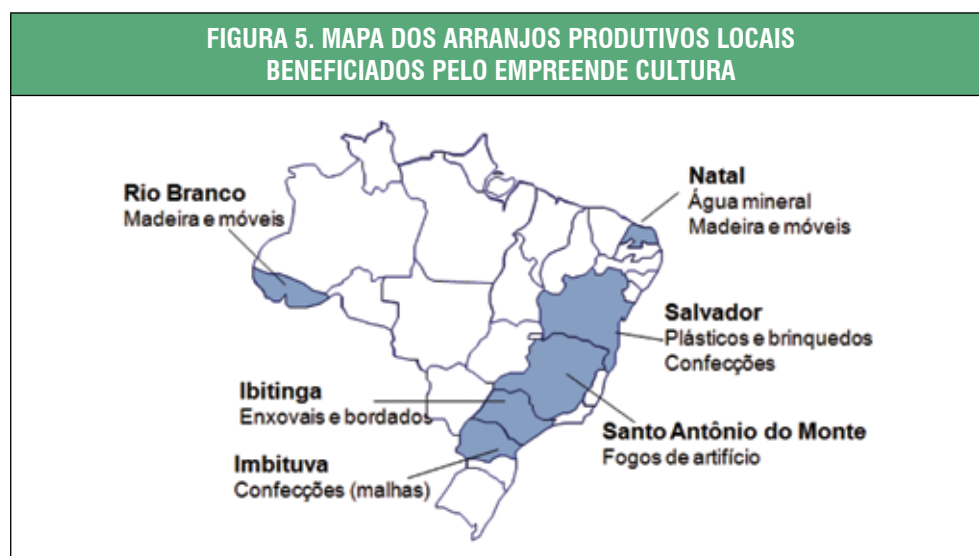 FIGURA 5. MAPA DOS ARRANJOS PRODUTIVOS LOCAIS
BENEFICIADOS PELO EMPREENDE CULTURA
Rio Branco
Madeira e móveis
Natal
Água mineral
Madeira e móveis
Salvador
Plásticos e brinquedos
Confecções
Ibitinga
Enxovais e bordados
Santo Antônio do Monte
Fogos de artifício
Imbituva
Confecções (malhas)